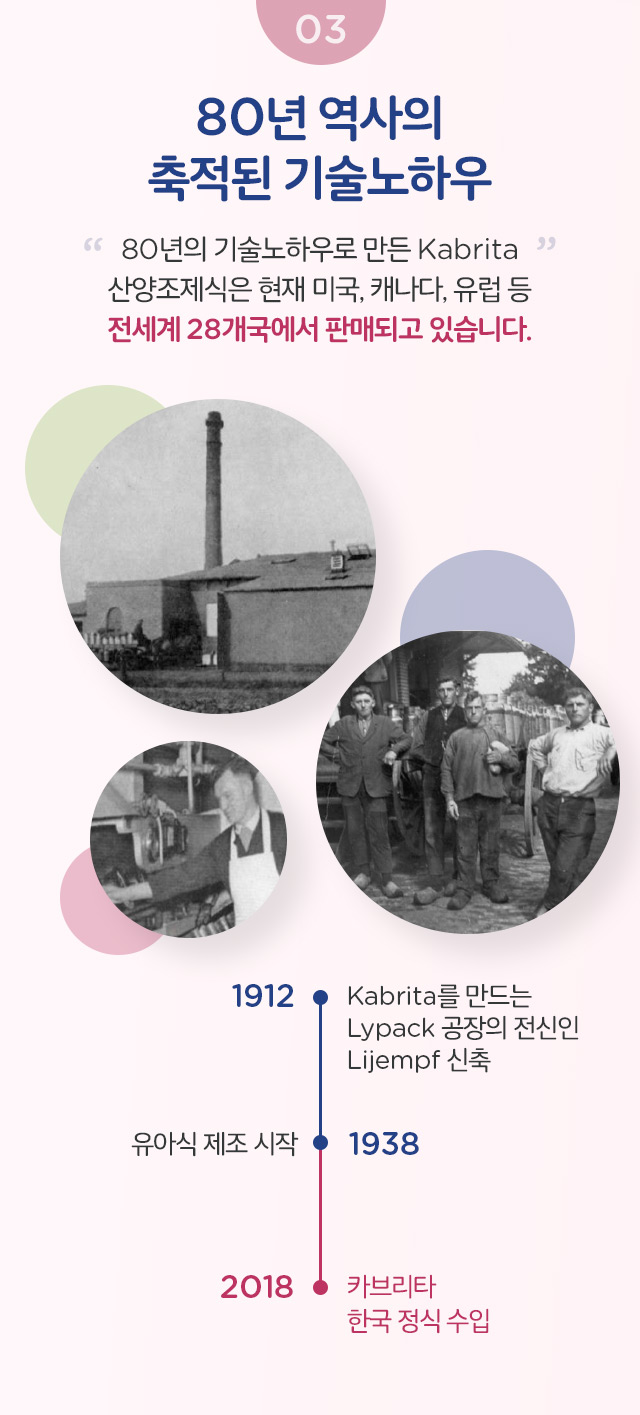 03
80년 역사의
축적된 기술노하우
“ 80년의 기술노하우로 만든 Kabrita ”
산양조제식은 현재 미국, 캐나다, 유럽 등
전세계 28개국에서 판매되고 있습니다.
1912
Kabrita를 만드는
Lypack 공장의 전신인
Lijempf 신축
유아식 제조 시작
1938
2018
카브리타
한국 정식 수입